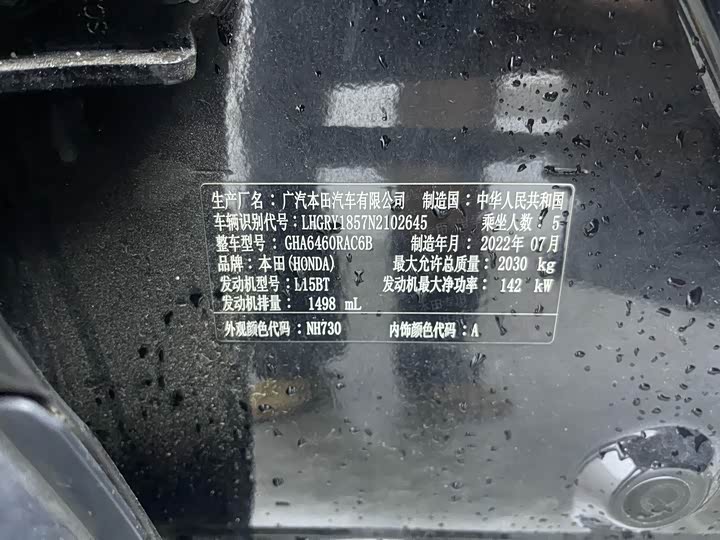 生产厂名：广汽本田汽车有限公司 制造国：中华人民共和国
车辆识别代号：LHGRY1857N2102645 乘坐人数：5
整车型号：GHA6460RAC6B 制造年月：2022年07月
品牌：本田(HONDA) 最大允许总质量：2030 kg
发动机型号：L15BT 发动机最大净功率：142 kW
发动机排量：1498 mL
外观颜色代码：NH730 内饰颜色代码：A